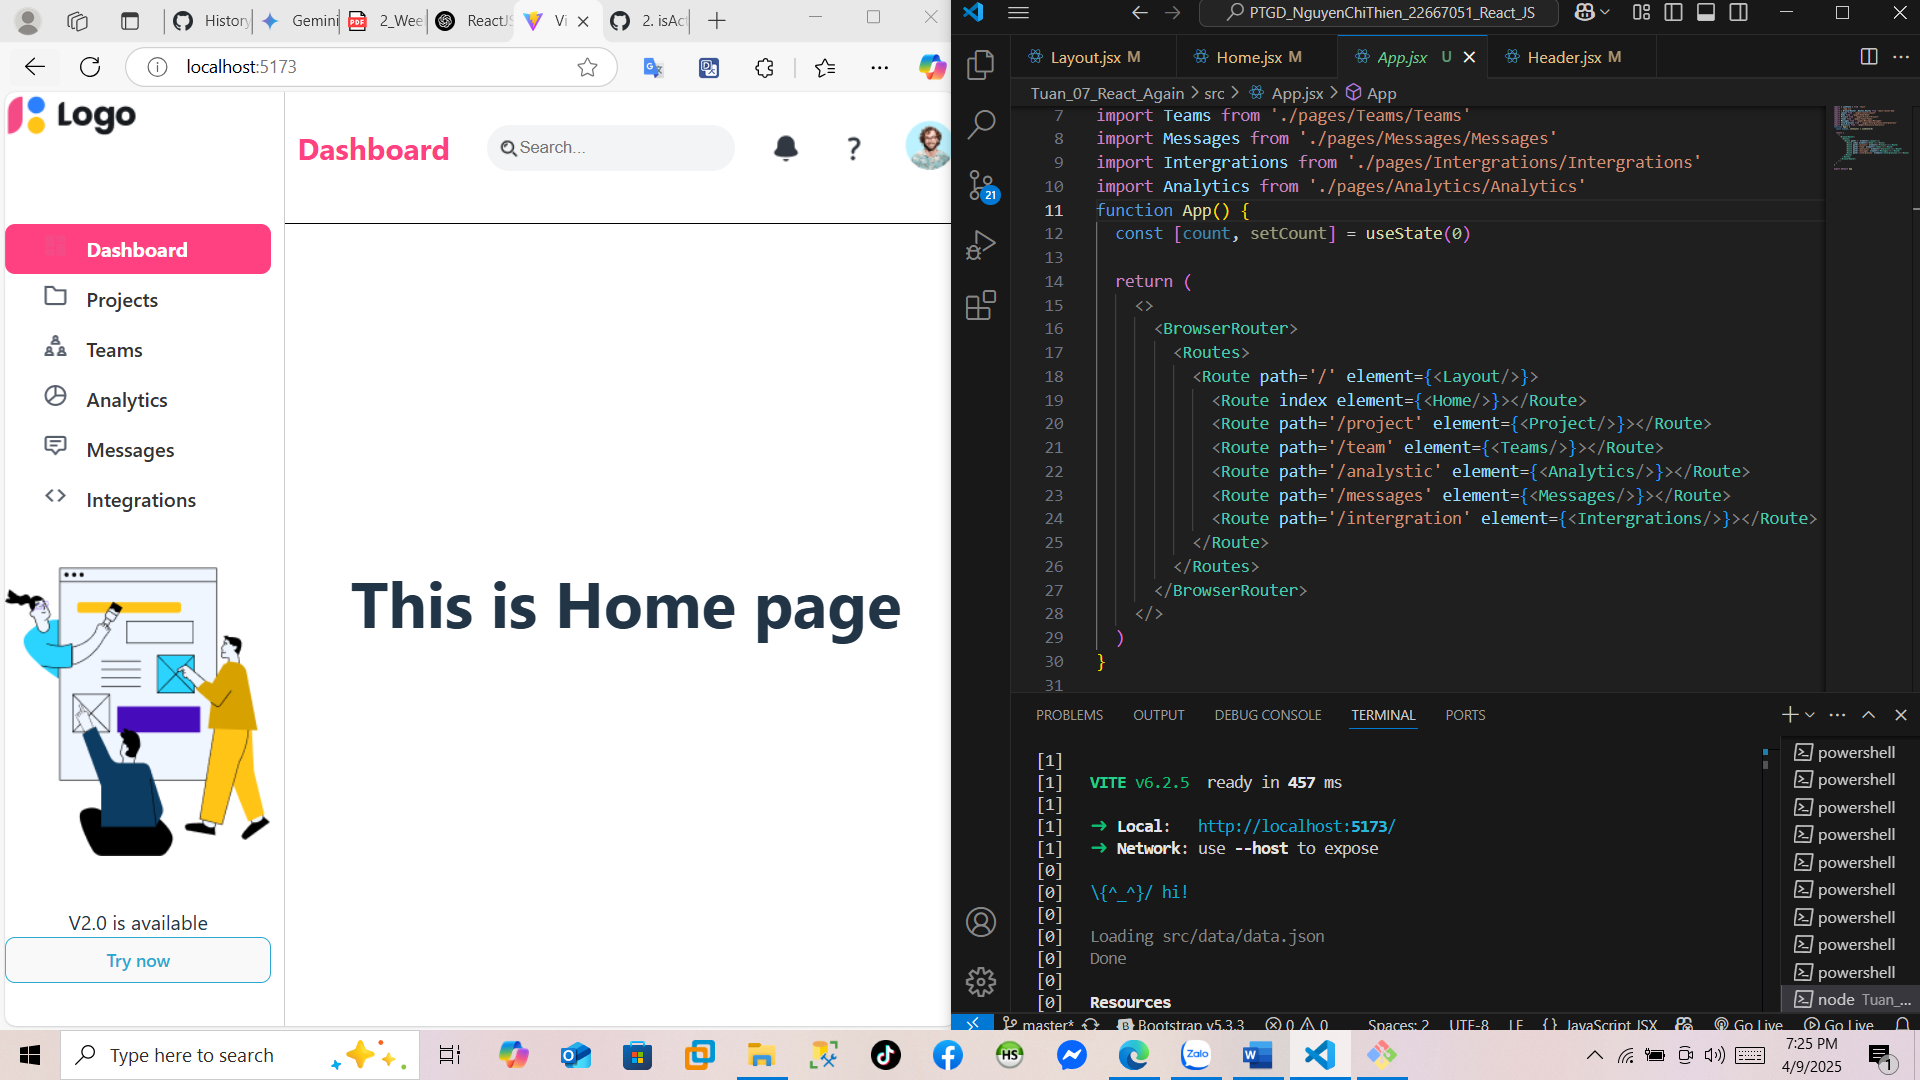 History
Gemini
2_Wee
ReactJS
Vi
2. isAct
localhost:5173
Logo
Dashboard
Search...
?
Dashboard
Projects
Teams
Analytics
Messages
Integrations
This is Home page
V2.0 is available
Try now
PTGD_NguyenChiThien_22667051_React_JS
Layout.jsx M
Home.jsx M
App.jsx U
Header.jsx M
Tuan_07_React_Again > src > App.jsx > App
7 import Teams from './pages/Teams/Teams'
8 import Messages from './pages/Messages/Messages'
9 import Intergrations from './pages/Intergrations/Intergrations'
10 import Analytics from './pages/Analytics/Analytics'
11 function App() {
12 const [count, setCount] = useState(0)
13
14 return (
15 <>
16 <BrowserRouter>
17 <Routes>
18 <Route path='/' element={<Layout/>}>
19 <Route index element={<Home/>}></Route>
20 <Route path='/project' element={<Project/>}></Route>
21 <Route path='/team' element={<Teams/>}></Route>
22 <Route path='/analystic' element={<Analytics/>}></Route>
23 <Route path='/messages' element={<Messages/>}></Route>
24 <Route path='/intergration' element={<Intergrations/>}></Route>
25 </Route>
26 </Routes>
27 </BrowserRouter>
28 </>
29 )
30 }
31
21
PROBLEMS OUTPUT DEBUG CONSOLE TERMINAL PORTS
[1]
[1] VITE v6.2.5 ready in 457 ms
[1]
[1] ➜ Local: http://localhost:5173/
[1] ➜ Network: use --host to expose
[0]
[0] \{^_^}/ hi!
[0]
[0] Loading src/data/data.json
[0] Done
[0]
[0] Resources
powershell
powershell
powershell
powershell
powershell
powershell
powershell
powershell
powershell
node Tuan_...
master* Bootstrap v5.3.3 0 0 Spaces: 2 UTF-8 LF {} JavaScript JSX Go Live Go Live
Type here to search
HS
Zalo
7:25 PM
4/9/2025
1